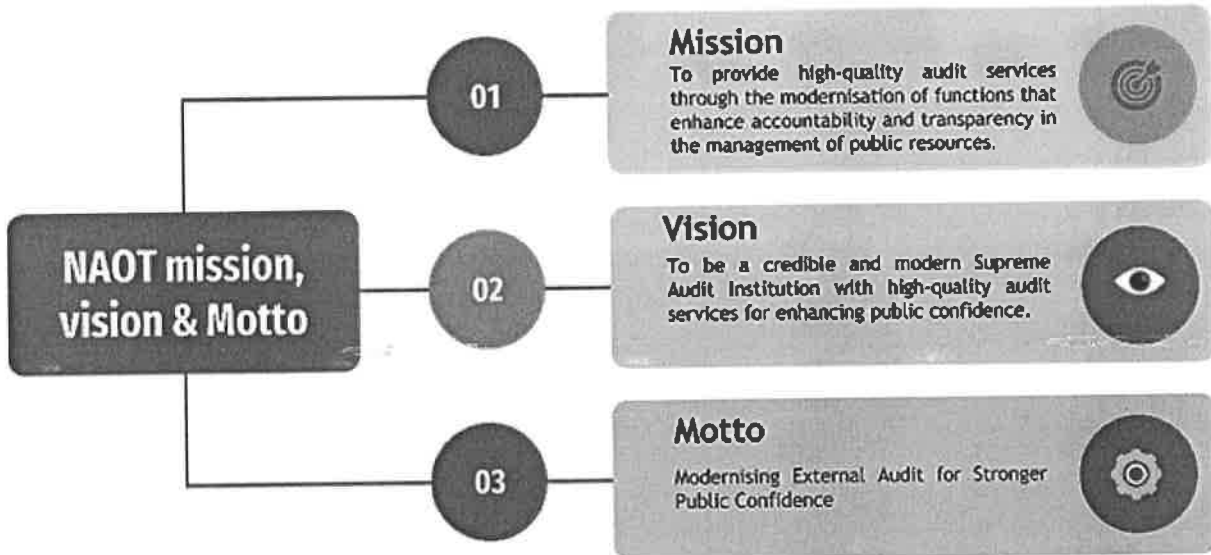 NAOT mission,
vision & Motto
01
Mission
To provide high-quality audit services
through the modernisation of functions that
enhance accountability and transparency in
the management of public resources.
02
Vision
To be a credible and modern Supreme
Audit Institution with high-quality audit
services for enhancing public confidence.
03
Motto
Modernising External Audit for Stronger
Public Confidence